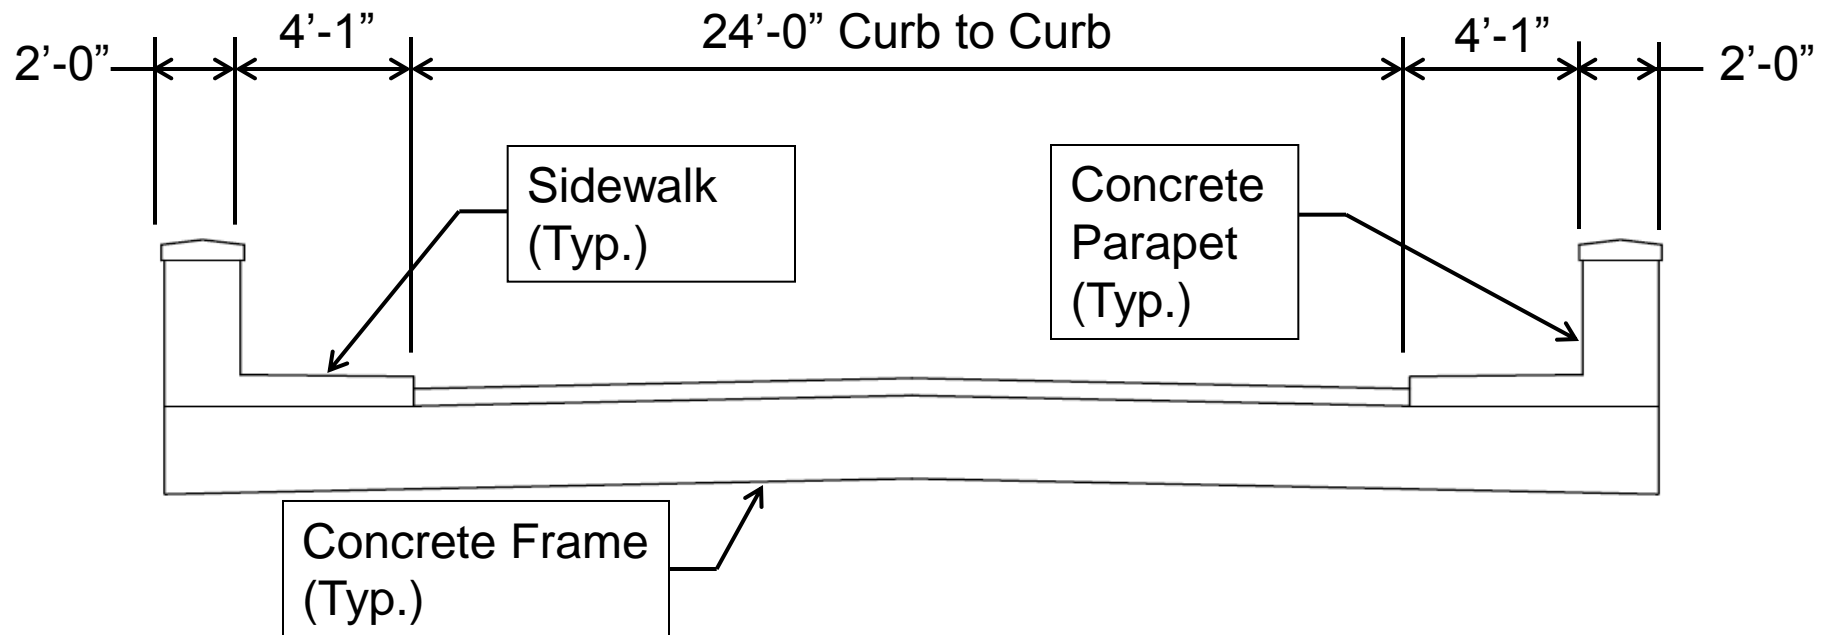 2’-0”
4’-1”
24’-0” Curb to Curb
4’-1”
2’-0”
Sidewalk
(Typ.)
Concrete
Parapet
(Typ.)
Concrete Frame
(Typ.)